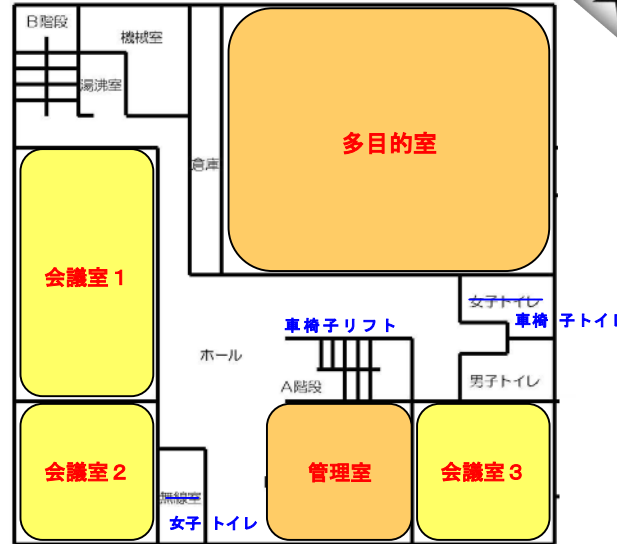 B階段
機械室
湯沸室
多目的室
倉庫
会議室1
女子トイレ
車椅子リフト
車椅 子トイレ
ホール
A階段
男子トイレ
会議室2
管理室
会議室3
無線室
女子 トイレ